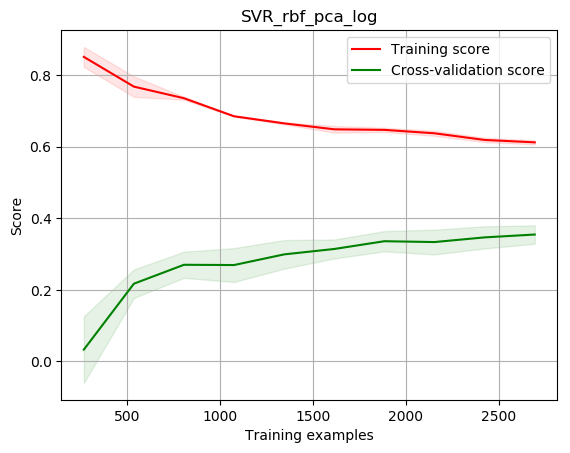 SVR_rbf_pca_log
Training score
Cross-validation score
Score
0.8
0.6
0.4
0.2
0.0
500
1000
1500
2000
2500
Training examples